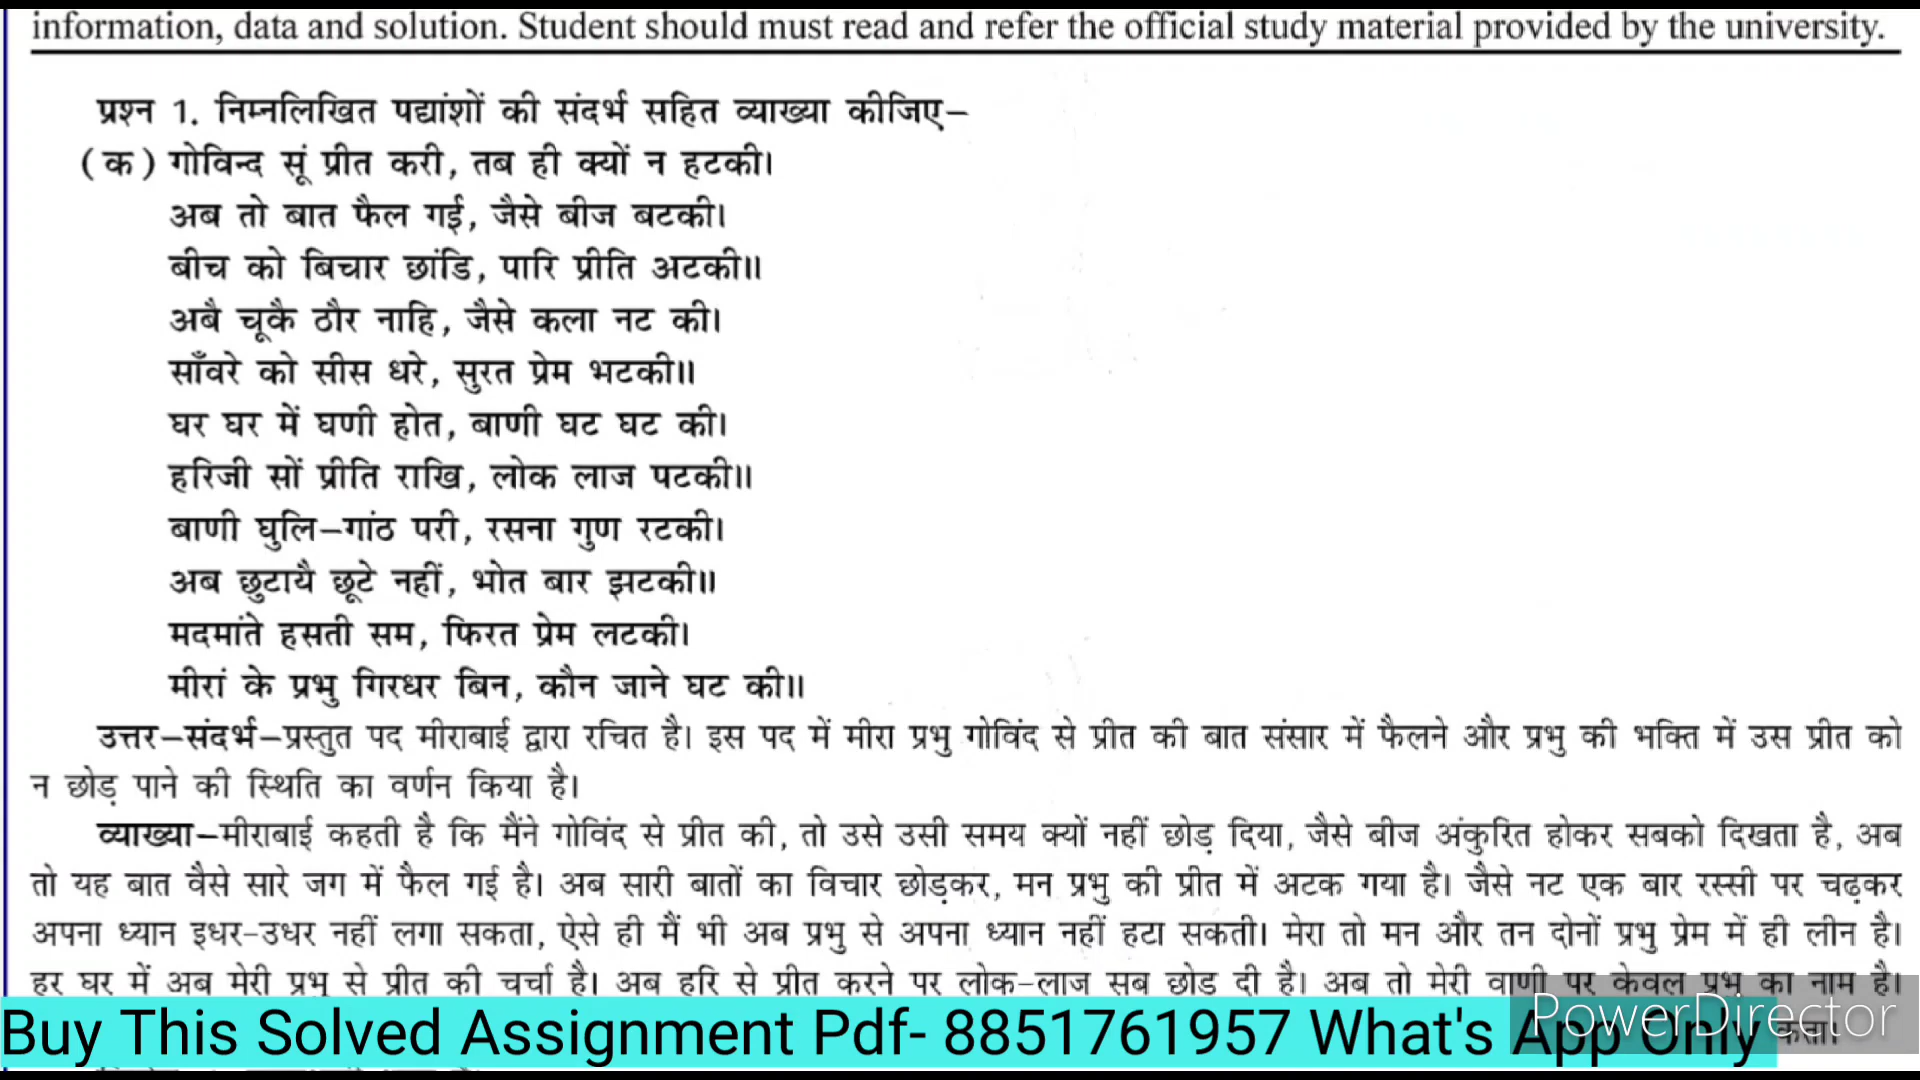 information, data and solution. Student should must read and refer the official study material provided by the university.
प्रश्न 1. निम्नलिखित पद्यांशों की संदर्भ सहित व्याख्या कीजिए–
(क) गोविन्द सूं प्रीत करी, तब ही क्यों न हटकी।
अब तो बात फैल गई, जैसे बीज बटकी।
बीच को बिचार छांडि, पारि प्रीति अटकी॥
अबै चूकै ठौर नाहि, जैसे कला नट की।
साँवरे को सीस धरे, सुरत प्रेम भटकी॥
घर घर में घणी होत, बाणी घट घट की।
हरिजी सों प्रीति राखि, लोक लाज पटकी॥
बाणी घुलि–गांठ परी, रसना गुण रटकी।
अब छुटायै छूटे नहीं, भोत बार झटकी॥
मदमांते हसती सम, फिरत प्रेम लटकी।
मीरां के प्रभु गिरधर बिन, कौन जाने घट की॥
उत्तर–संदर्भ–प्रस्तुत पद मीराबाई द्वारा रचित है। इस पद में मीरा प्रभु गोविंद से प्रीत की बात संसार में फैलने और प्रभु की भक्ति में उस प्रीत को
न छोड़ पाने की स्थिति का वर्णन किया है।
व्याख्या–मीराबाई कहती है कि मैंने गोविंद से प्रीत की, तो उसे उसी समय क्यों नहीं छोड़ दिया, जैसे बीज अंकुरित होकर सबको दिखता है, अब
तो यह बात वैसे सारे जग में फैल गई है। अब सारी बातों का विचार छोड़कर, मन प्रभु की प्रीत में अटक गया है। जैसे नट एक बार रस्सी पर चढ़कर
अपना ध्यान इधर-उधर नहीं लगा सकता, ऐसे ही मैं भी अब प्रभु से अपना ध्यान नहीं हटा सकती। मेरा तो मन और तन दोनों प्रभु प्रेम में ही लीन है।
हर घर में अब मेरी प्रभु से प्रीत की चर्चा है। अब हरि से प्रीत करने पर लोक-लाज सब छोड़ दी है। अब तो मेरी वाणी पर केवल प्रभु का नाम है।
Buy This Solved Assignment Pdf- 8851761957 What's App Only
PowerDirector